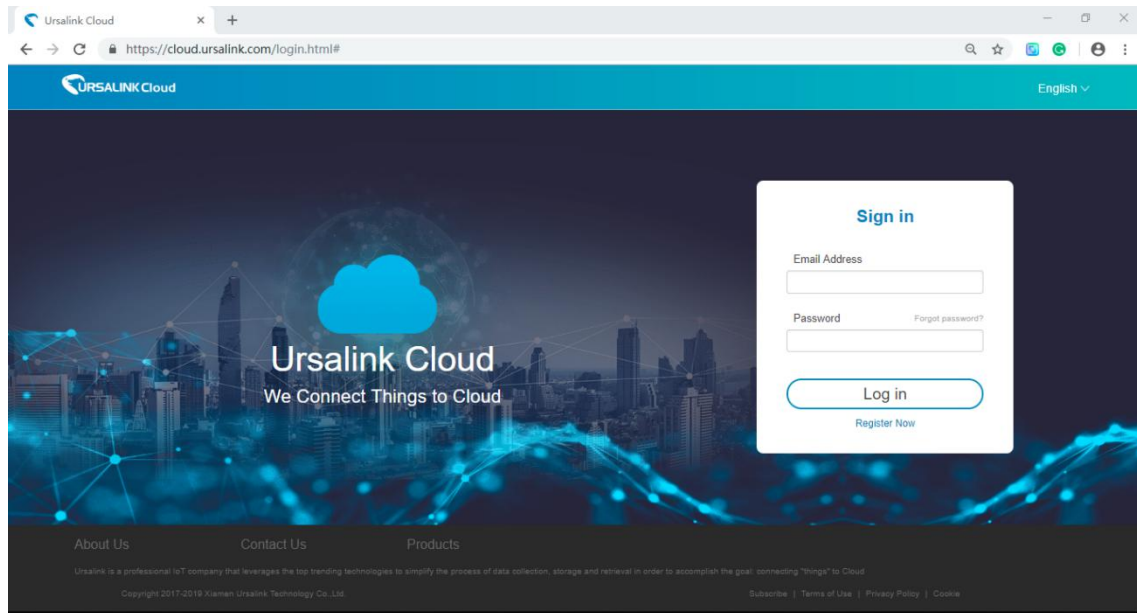 Ursalink Cloud
https://cloud.ursalink.com/login.html#
URSALINK Cloud
English
Sign in
Email Address
Password Forgot password?
Log in
Register Now
Ursalink Cloud
We Connect Things to Cloud
About Us Contact Us Products
Ursalink is a professional IoT company that leverages the top trending technologies to simplify the process of data collection, storage and retrieval in order to accomplish the goal: connecting "things" to Cloud
Copyright 2017-2019 Xiamen Ursalink Technology Co.,Ltd. Subscribe | Terms of Use | Privacy Policy | Cookie